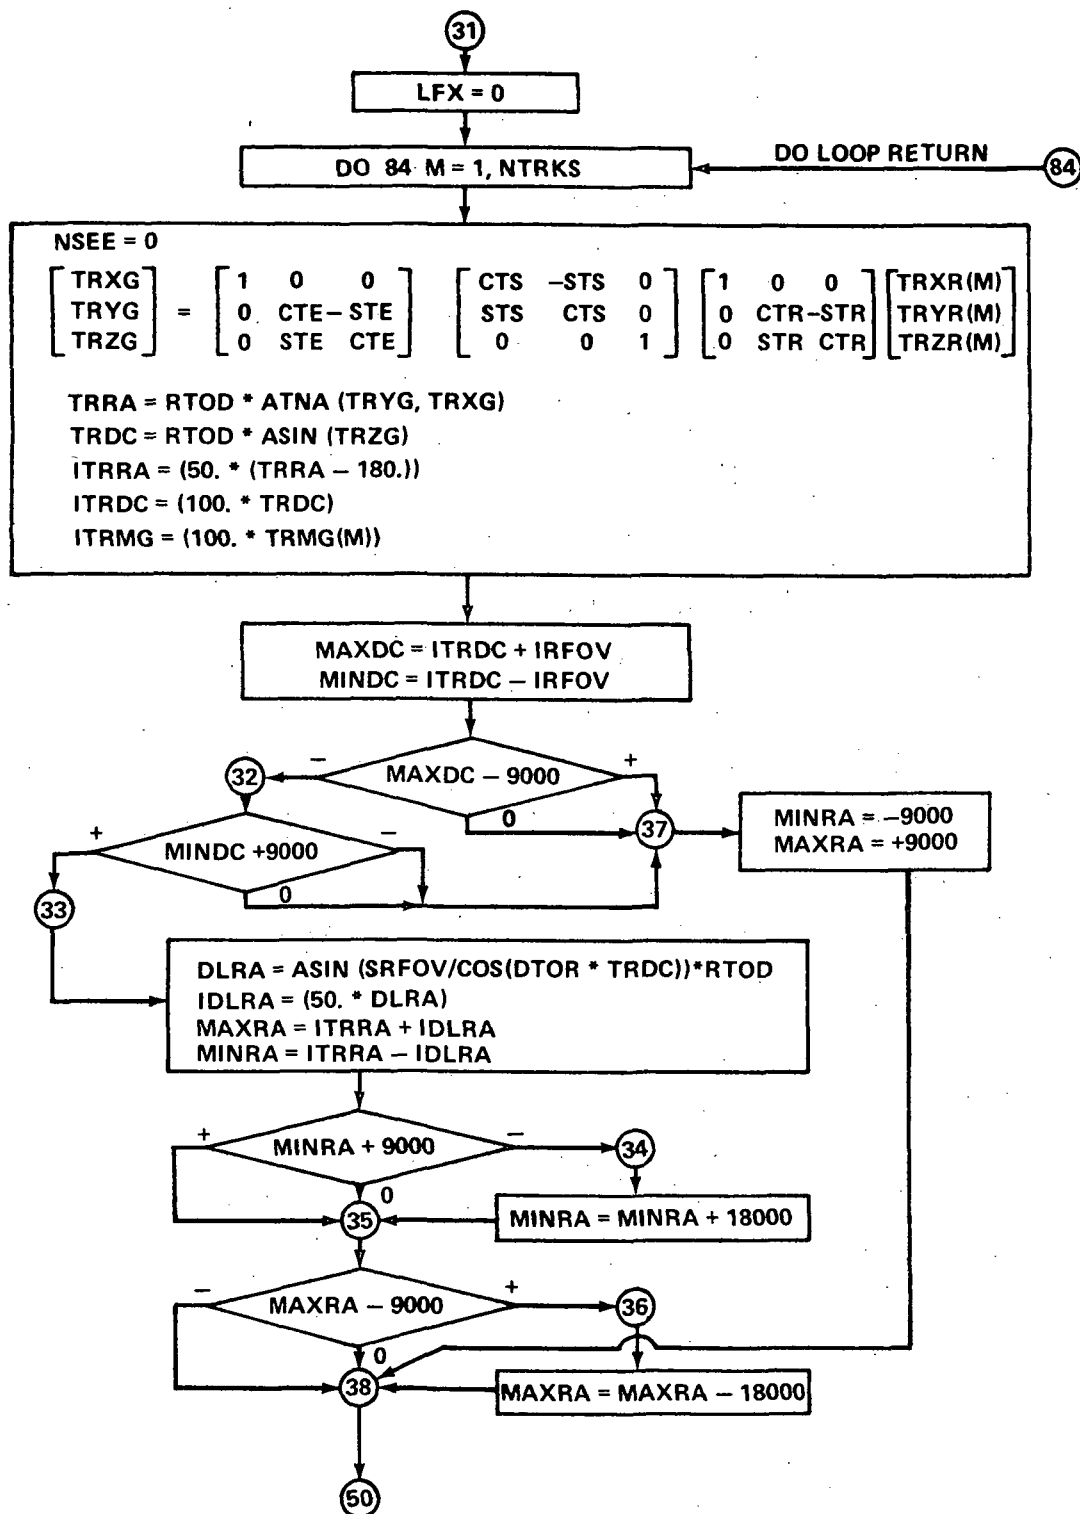 31
LFX = 0
DO 84 M = 1, NTRKS
DO LOOP RETURN
84
NSEE = 0
TRXG 1 0 0 CTS –STS 0 1 0 0 TRXR(M)
TRYG = 0 CTE – STE STS CTS 0 0 CTR –STR TRYR(M)
TRZG 0 STE CTE 0 0 1 0 STR CTR TRZR(M)
TRRA = RTOD * ATNA (TRYG, TRXG)
TRDC = RTOD * ASIN (TRZG)
ITRRA = (50. * (TRRA – 180.))
ITRDC = (100. * TRDC)
ITRMG = (100. * TRMG(M))
MAXDC = ITRDC + IRFOV
MINDC = ITRDC – IRFOV
– MAXDC – 9000 +
0
32
37
MINRA = –9000
MAXRA = +9000
+ MINDC +9000 –
0
33
DLRA = ASIN (SRFOV/COS(DTOR * TRDC))*RTOD
IDLRA = (50. * DLRA)
MAXRA = ITRRA + IDLRA
MINRA = ITRRA – IDLRA
+ MINRA + 9000 –
0
34
35
MINRA = MINRA + 18000
– MAXRA – 9000 +
0
36
38
MAXRA = MAXRA – 18000
50